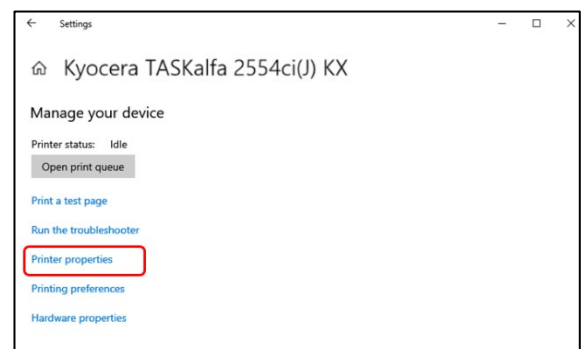 Settings
Kyocera TASKalfa 2554ci(J) KX
Manage your device
Printer status: Idle
Open print queue
Print a test page
Run the troubleshooter
Printer properties
Printing preferences
Hardware properties